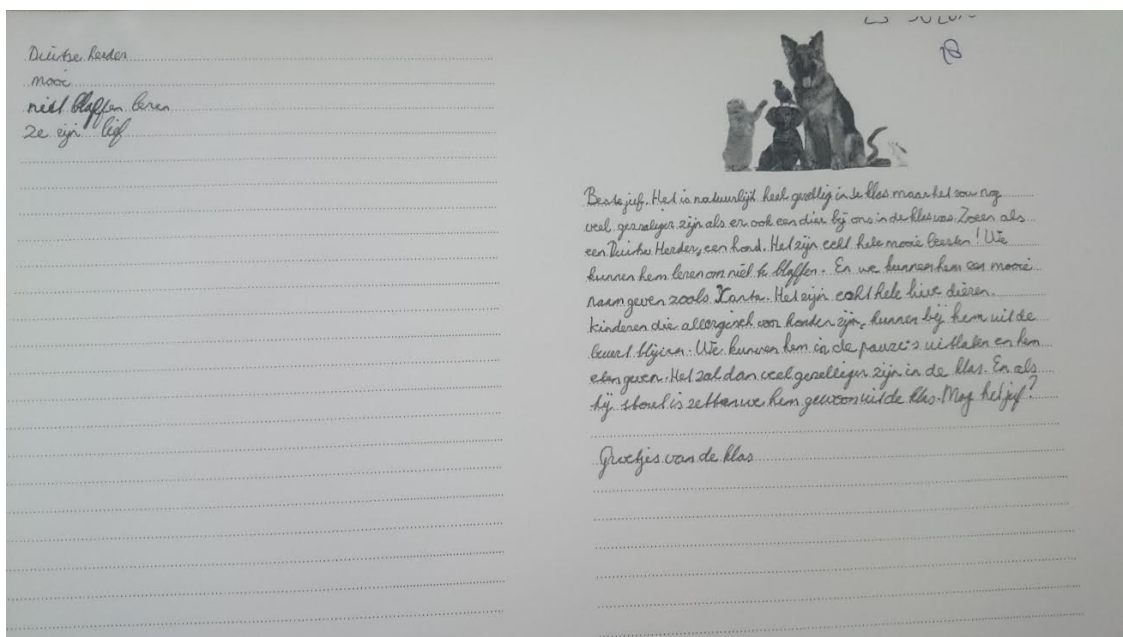 Duitse herder
mooi
niet blaffen leren
ze zijn lief
Beste juf. Het is natuurlijk heel gezellig in de klas maar het zou nog
veel gezzeliger zijn als er ook een dier bij ons in de klas was. Zoeen als
een Duitse Herder, een hond. Het zijn echt hele mooie beesten! We
kunnen hem leren om niet te blaffen. En we kunnen hem een mooie
naam geven zoals Xanta. Het zijn echt hele lieve dieren.
kinderen die allergisch voor honden zijn, kunnen bij hem uit de
buurt blijven. We kunnen hem in de pauze's uitlaten en hem
eten geven. Het zal dan veel gezelliger zijn in de klas. En als
hij stout is zetten we hem gewoon uit de klas. Mag het juf?
Groetjes van de klas